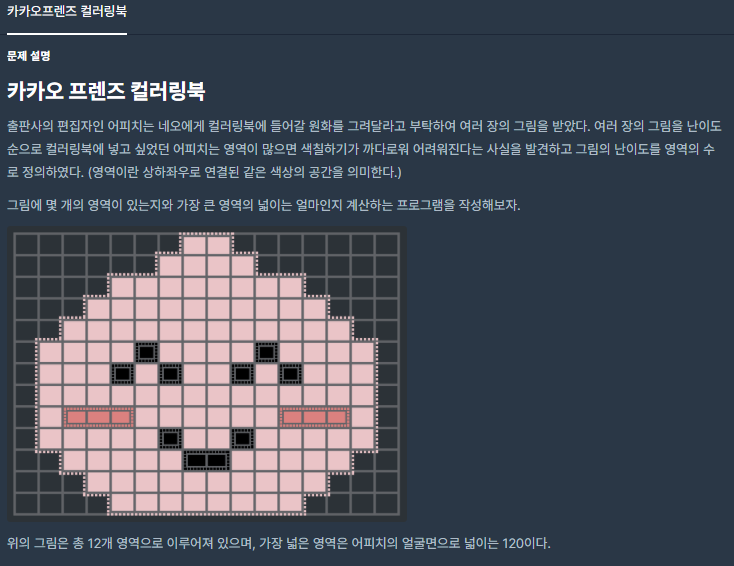 카카오프렌즈 컬러링북
문제 설명
카카오 프렌즈 컬러링북
출판사의 편집자인 어피치는 네오에게 컬러링북에 들어갈 원화를 그려달라고 부탁하여 여러 장의 그림을 받았다. 여러 장의 그림을 난이도
순으로 컬러링북에 넣고 싶었던 어피치는 영역이 많으면 색칠하기가 까다로워 어려워진다는 사실을 발견하고 그림의 난이도를 영역의 수
로 정의하였다. (영역이란 상하좌우로 연결된 같은 색상의 공간을 의미한다.)
그림에 몇 개의 영역이 있는지와 가장 큰 영역의 넓이는 얼마인지 계산하는 프로그램을 작성해보자.
위의 그림은 총 12개 영역으로 이루어져 있으며, 가장 넓은 영역은 어피치의 얼굴면으로 넓이는 120이다.